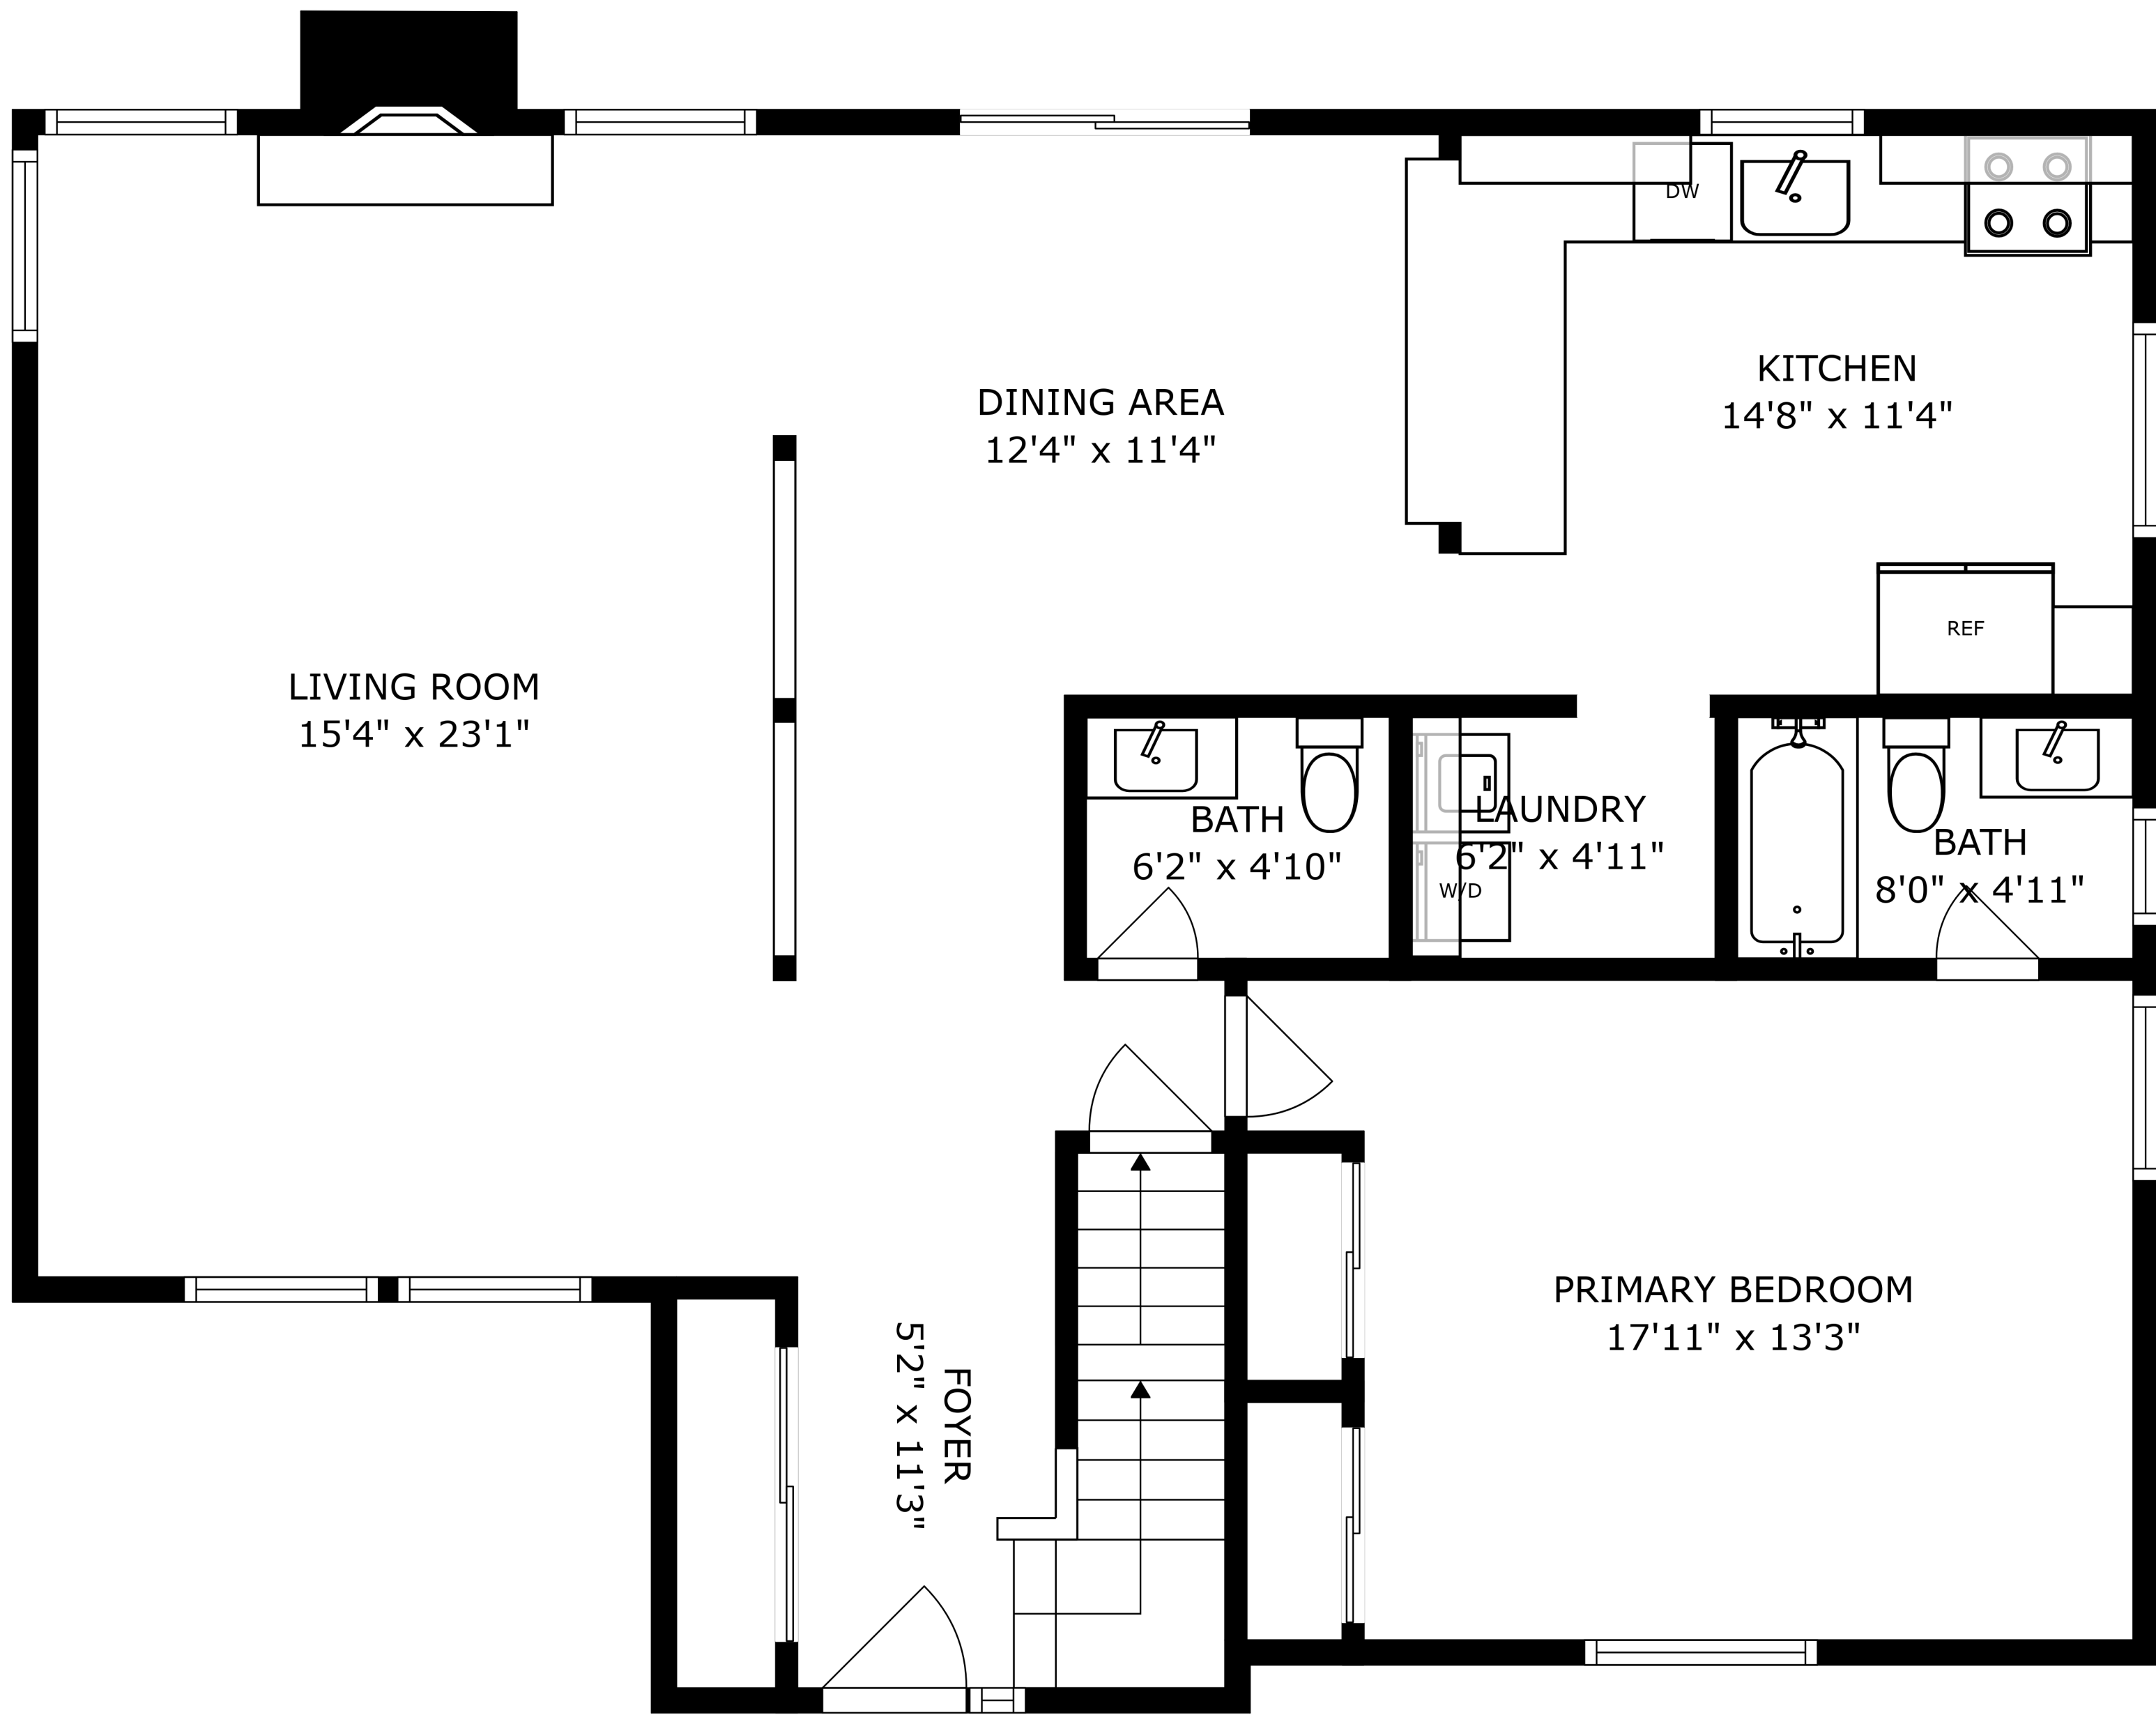 DW
KITCHEN
14'8" x 11'4"
DINING AREA
12'4" x 11'4"
REF
LIVING ROOM
15'4" x 23'1"
BATH
6'2" x 4'10"
LAUNDRY
6'2" x 4'11"
W/D
BATH
8'0" x 4'11"
PRIMARY BEDROOM
17'11" x 13'3"
FOYER
5'2" x 11'3"